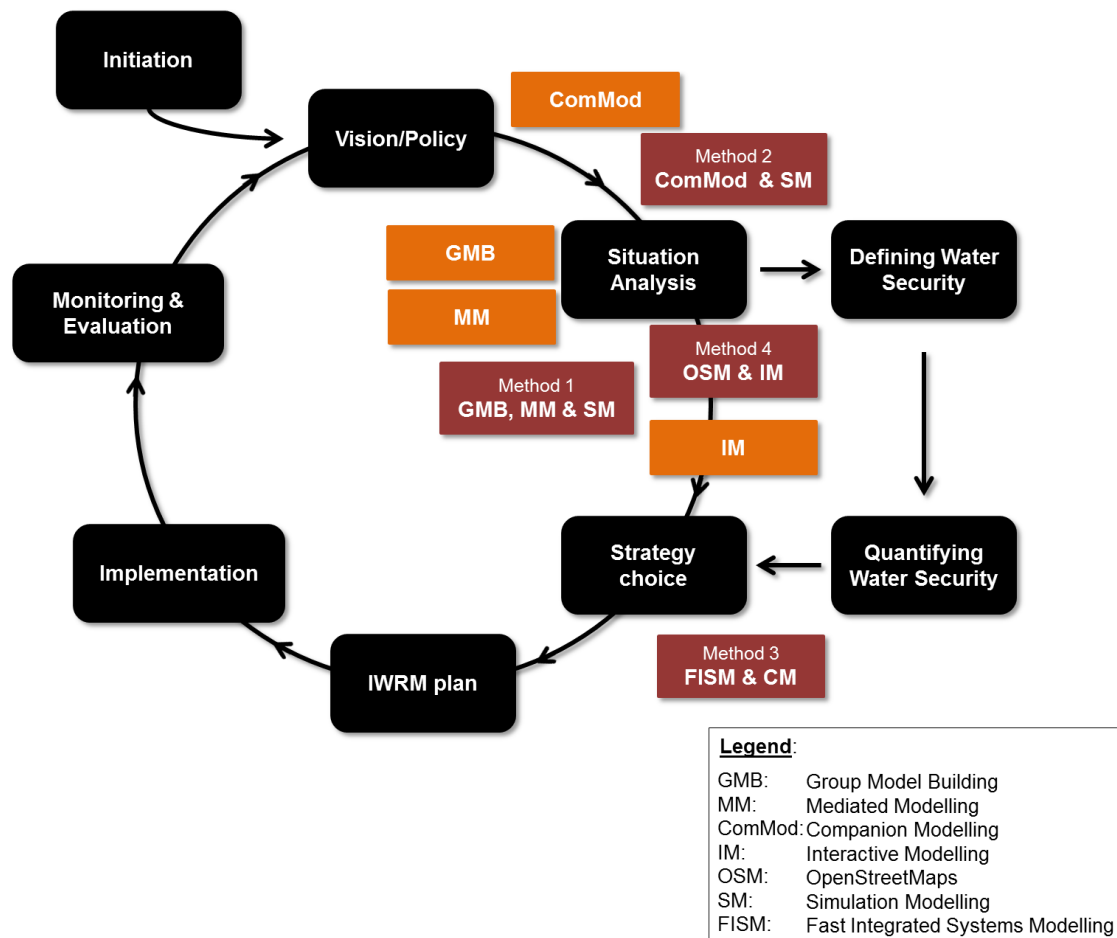 Initiation
Vision/Policy
ComMod
Method 2
ComMod & SM
GMB
Situation
Analysis
Defining Water
Security
Monitoring &
Evaluation
MM
Method 4
OSM & IM
Method 1
GMB, MM & SM
IM
Strategy
choice
Quantifying
Water Security
Implementation
IWRM plan
Method 3
FISM & CM
Legend:
GMB: Group Model Building
MM: Mediated Modelling
ComMod: Companion Modelling
IM: Interactive Modelling
OSM: OpenStreetMaps
SM: Simulation Modelling
FISM: Fast Integrated Systems Modelling